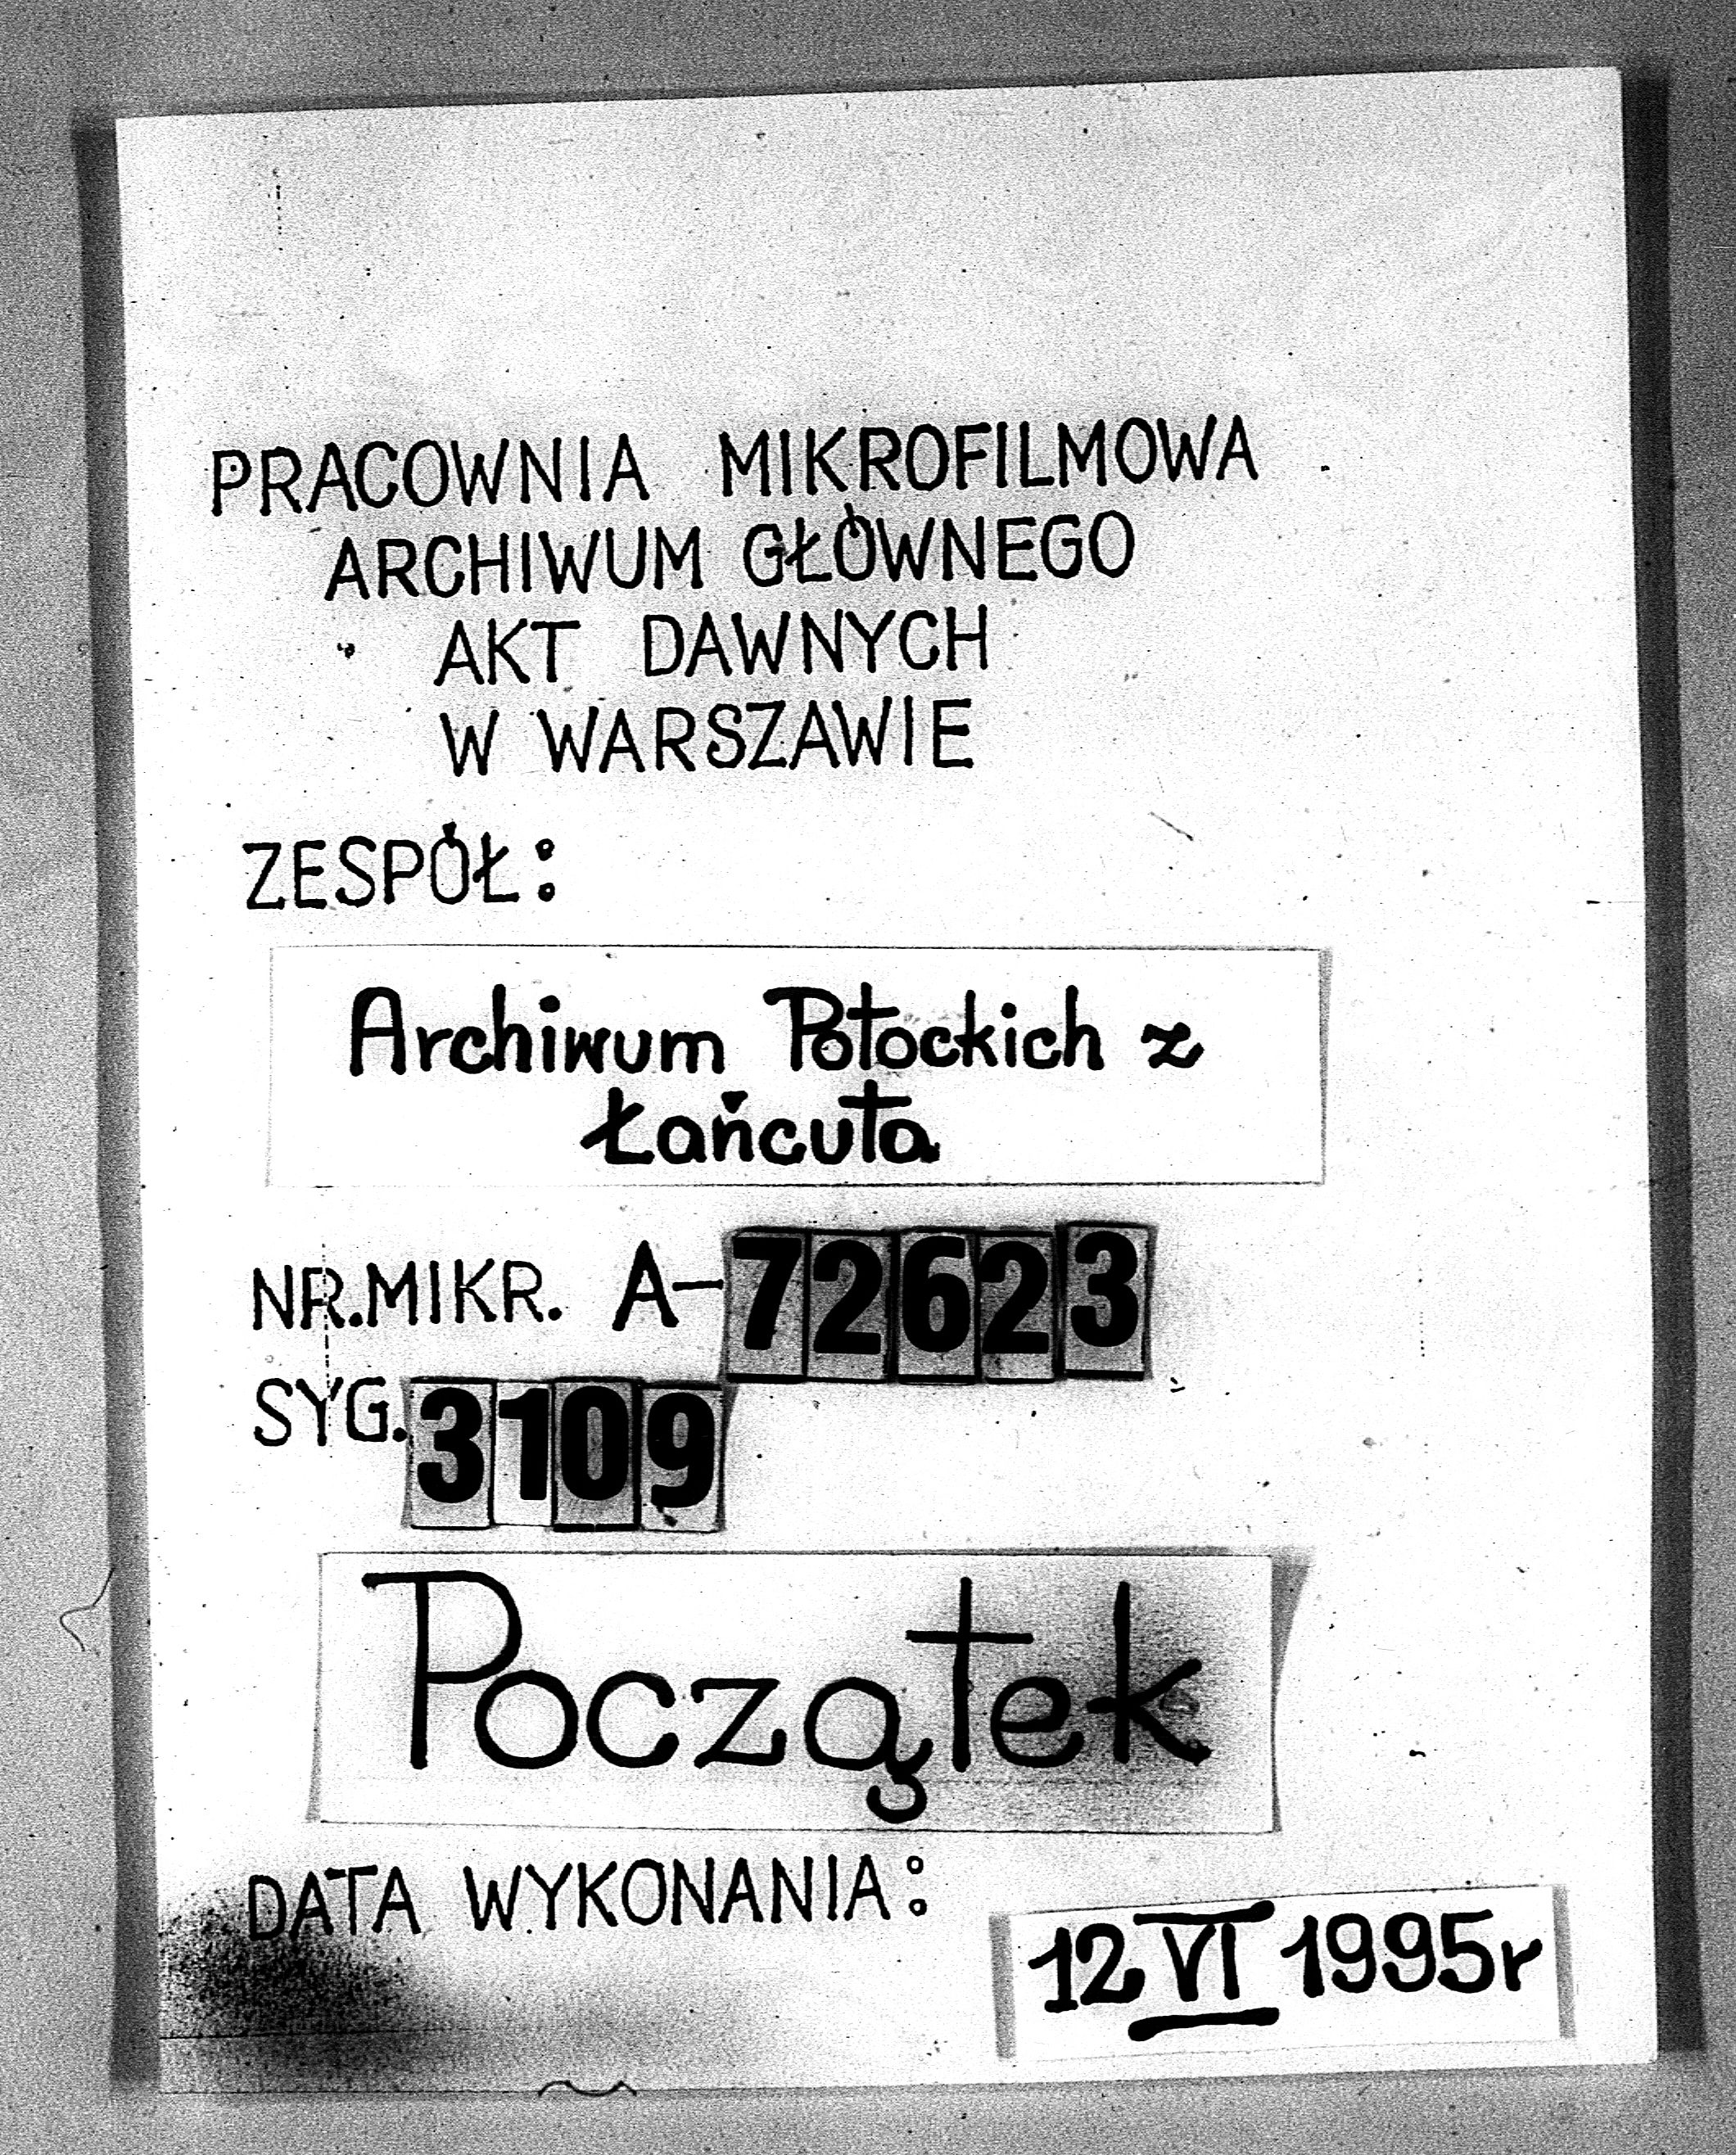 PRACOWNIA MIKROFILMOWA
ARCHIWUM GŁÓWNEGO
AKT DAWNYCH
W WARSZAWIE
ZESPÓŁ:
Archiwum Potockich z
Łańcuta
NR.MIKR. A-72623
SYG. 3109
Początek
DATA WYKONANIA:
12 VI 1995r